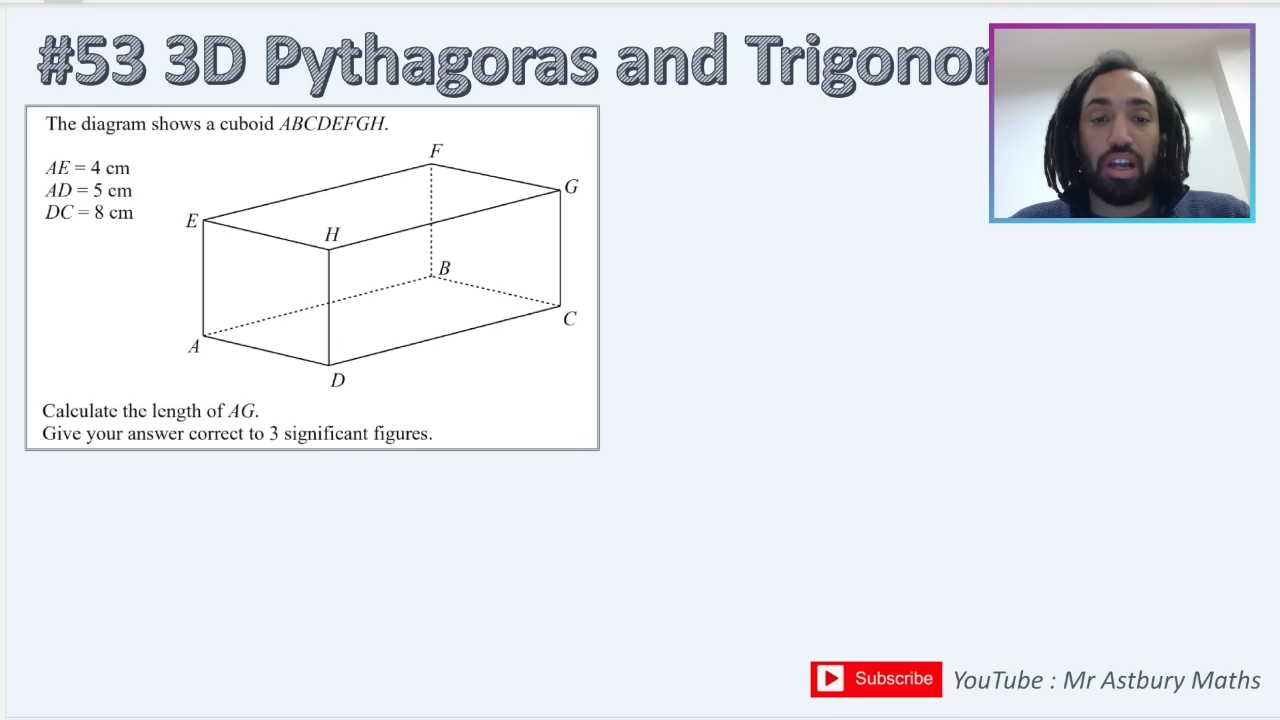 #53 3D Pythagoras and Trigonor
The diagram shows a cuboid ABCDEFGH.
AE = 4 cm
AD = 5 cm
DC = 8 cm
F
G
E
H
B
C
A
D
Calculate the length of AG.
Give your answer correct to 3 significant figures.
Subscribe
YouTube : Mr Astbury Maths